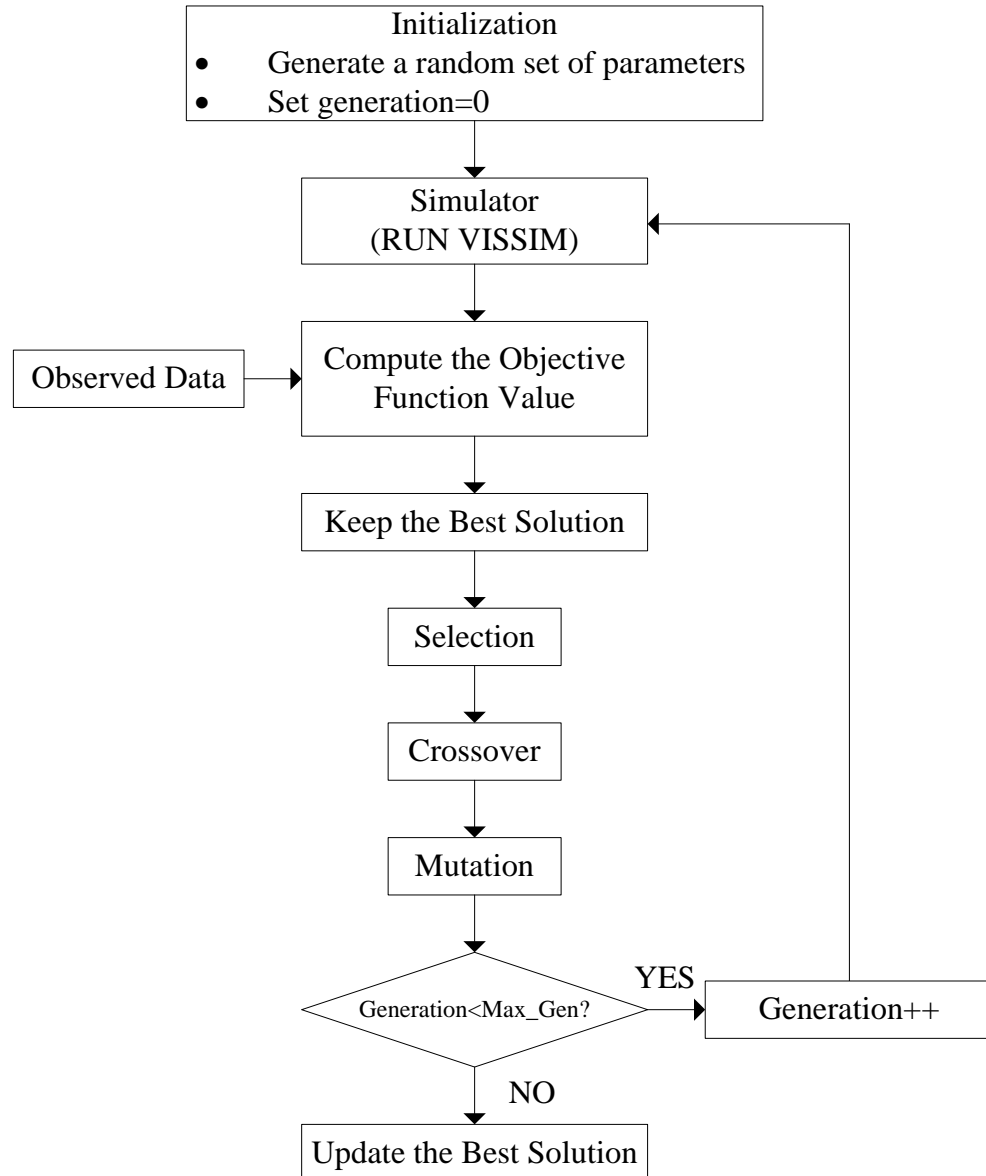 Initialization
• Generate a random set of parameters
• Set generation=0
Simulator
(RUN VISSIM)
Observed Data
Compute the Objective
Function Value
Keep the Best Solution
Selection
Crossover
Mutation
Generation<Max_Gen?
YES
Generation++
NO
Update the Best Solution